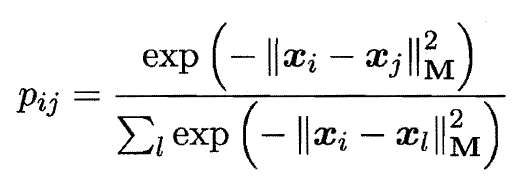 p_{ij} = \frac{\exp\left(-\|\boldsymbol{x}_i - \boldsymbol{x}_j\|_{\mathbf{M}}^2\right)}{\sum_l \exp\left(-\|\boldsymbol{x}_i - \boldsymbol{x}_l\|_{\mathbf{M}}^2\right)}